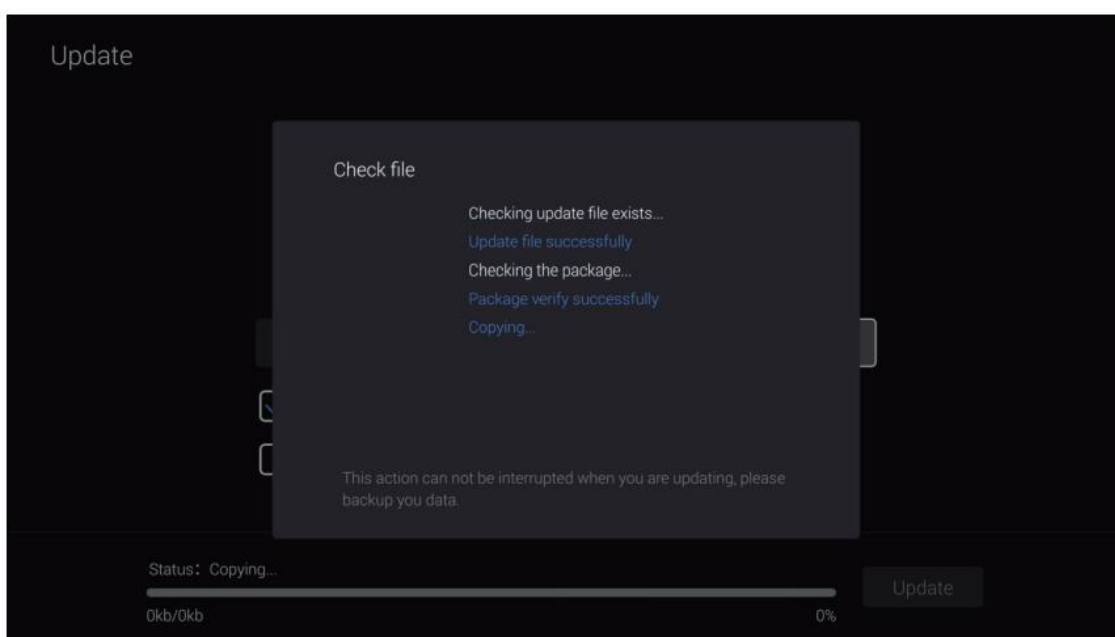 Update
Check file
Checking update file exists...
Update file successfully
Checking the package...
Package verify successfully
Copying...
This action can not be interrupted when you are updating, please
backup you data.
Status: Copying...
Update
0kb/0kb
0%